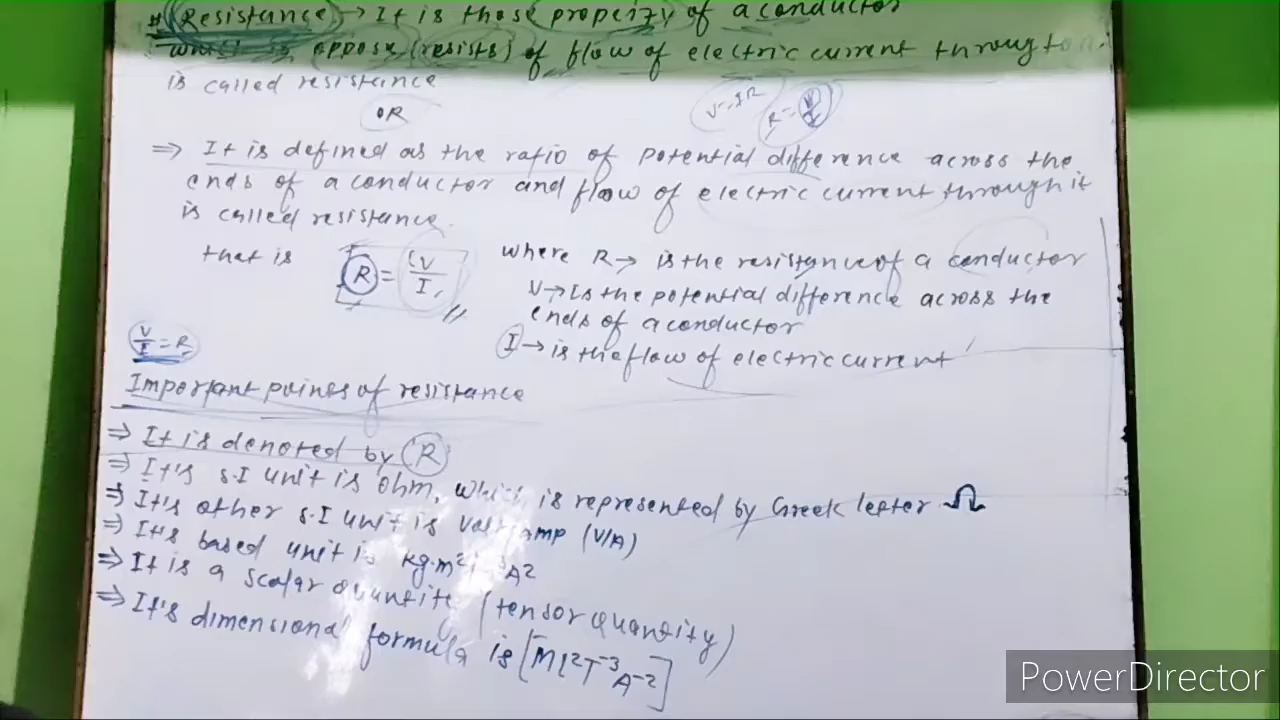 # Resistance → It is those property of a conductor
which is oppose (resists) of flow of electric current through
is called resistance
OR
V=IR
R=V/I
⇒ It is defined as the ratio of potential difference across the
ends of a conductor and flow of electric current through it
is called resistance.
that is R = V/I
where R→ is the resistance of a conductor
V→ Is the potential difference across the
ends of a conductor
I → is the flow of electric current
V/I = R
Important points of resistance
⇒ It is denoted by R
⇒ It's S.I unit is ohm, which is represented by Greek letter Ω
⇒ It's other S.I unit is volt amp (V/A)
⇒ It's based unit is kg.m² A²
⇒ It is a scalar quantity (tensor quantity)
⇒ It's dimensional formula is [ML²T⁻³A⁻²]
PowerDirector